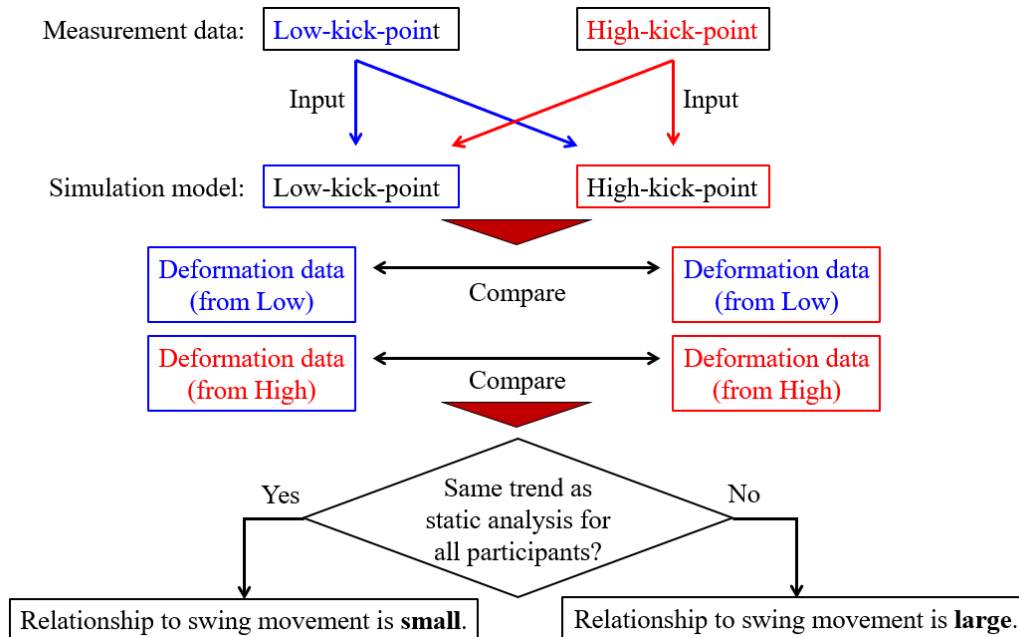 Measurement data: Low-kick-point High-kick-point
Input Input
Simulation model: Low-kick-point High-kick-point
Deformation data
(from Low)
Compare
Deformation data
(from Low)
Deformation data
(from High)
Compare
Deformation data
(from High)
Yes
Same trend as
static analysis for
all participants?
No
Relationship to swing movement is small.
Relationship to swing movement is large.